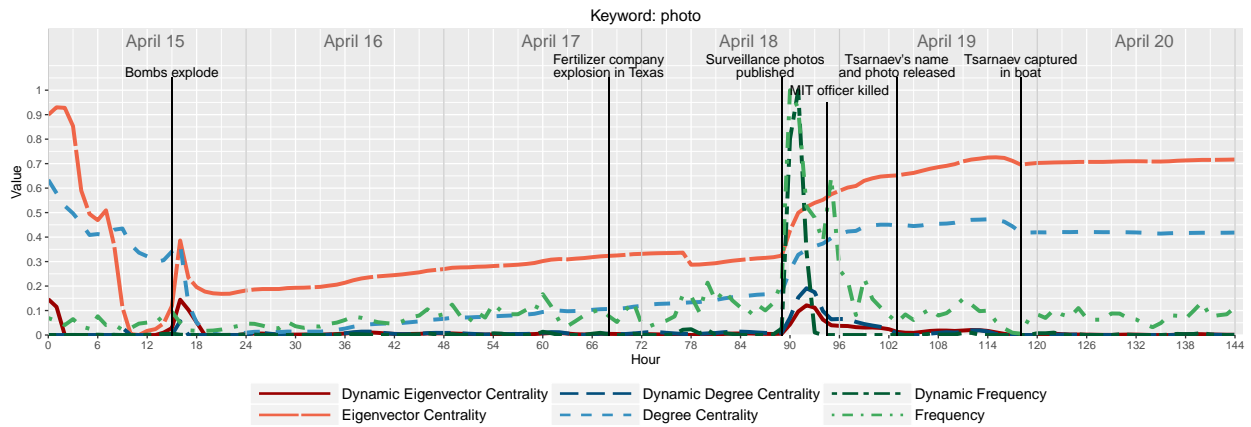 Keyword: photo
April 15 April 16 April 17 April 18 April 19 April 20
Bombs explode
Fertilizer company
explosion in Texas
Surveillance photos
published
MIT officer killed
Tsarnaev's name
and photo released
Tsarnaev captured
in boat
Value
1
0.9
0.8
0.7
0.6
0.5
0.4
0.3
0.2
0.1
0
0 6 12 18 24 30 36 42 48 54 60 66 72 78 84 90 96 102 108 114 120 126 132 138 144
Hour
Dynamic Eigenvector Centrality Dynamic Degree Centrality Dynamic Frequency
Eigenvector Centrality Degree Centrality Frequency